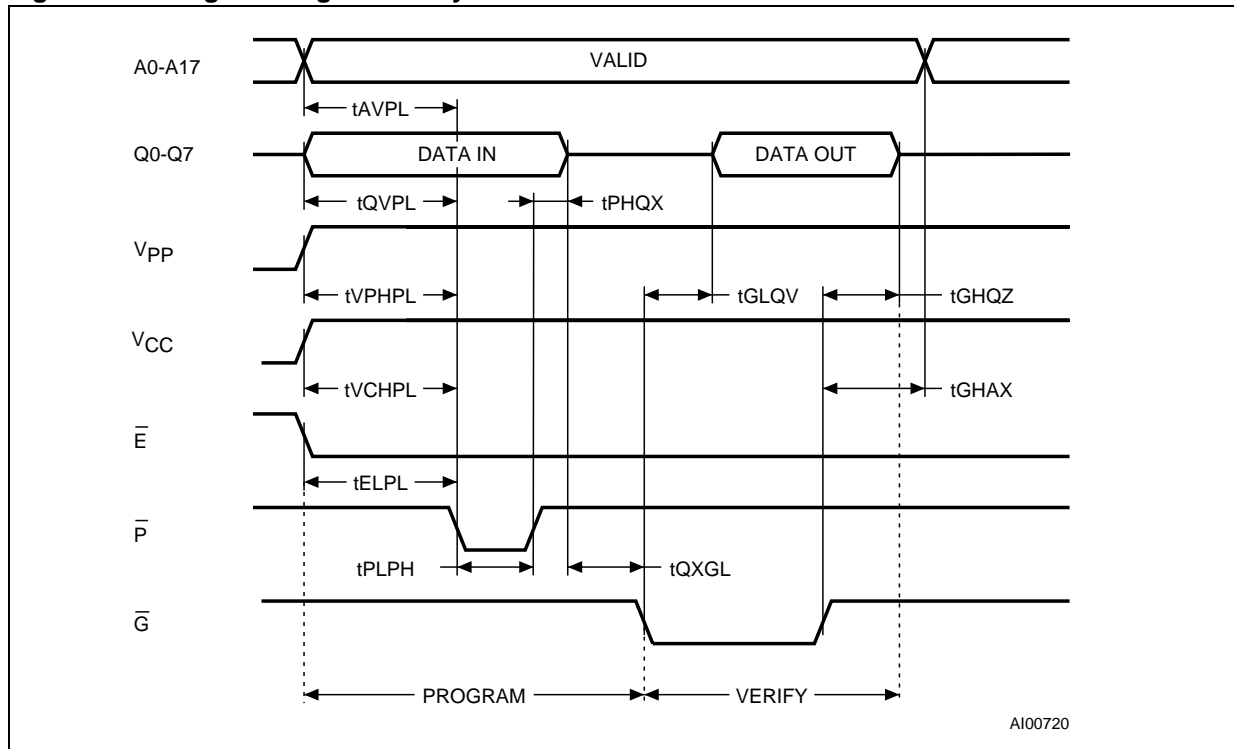 A0-A17
VALID
tAVPL
Q0-Q7
DATA IN
DATA OUT
tQVPL
tPHQX
VPP
tVPHPL
tGLQV
tGHQZ
VCC
tVCHPL
tGHAX
E̅
tELPL
P̅
tPLPH
tQXGL
G̅
PROGRAM
VERIFY
AI00720